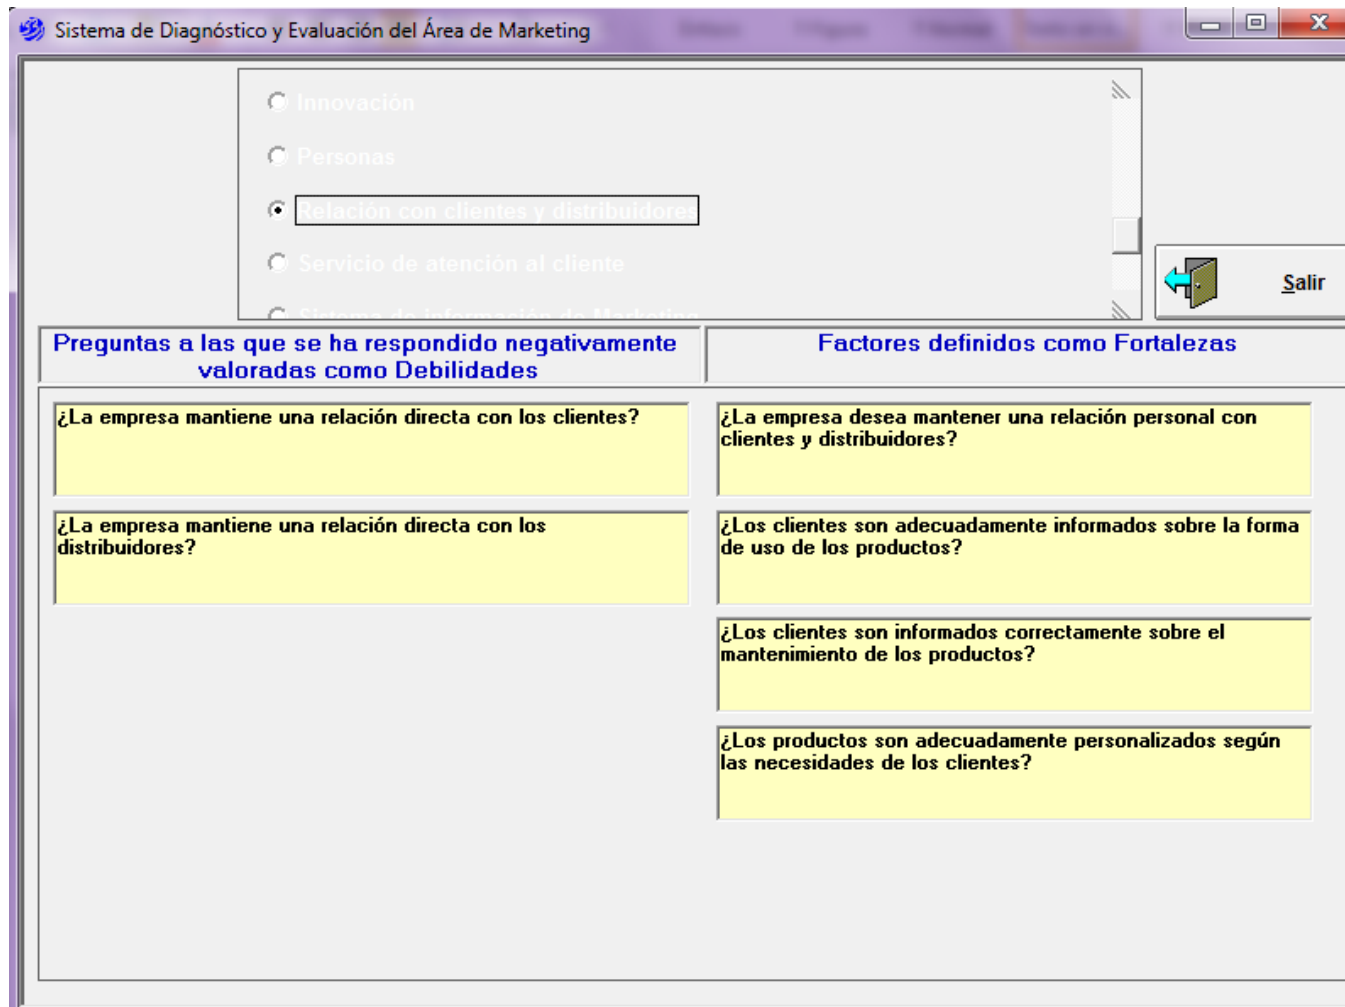 Sistema de Diagnóstico y Evaluación del Área de Marketing
Innovación
Personas
Relación con clientes y distribuidores
Servicio de atención al cliente
Sistema de información de Marketing
Salir
Preguntas a las que se ha respondido negativamente
valoradas como Debilidades
Factores definidos como Fortalezas
¿La empresa mantiene una relación directa con los clientes?
¿La empresa mantiene una relación directa con los
distribuidores?
¿La empresa desea mantener una relación personal con
clientes y distribuidores?
¿Los clientes son adecuadamente informados sobre la forma
de uso de los productos?
¿Los clientes son informados correctamente sobre el
mantenimiento de los productos?
¿Los productos son adecuadamente personalizados según
las necesidades de los clientes?